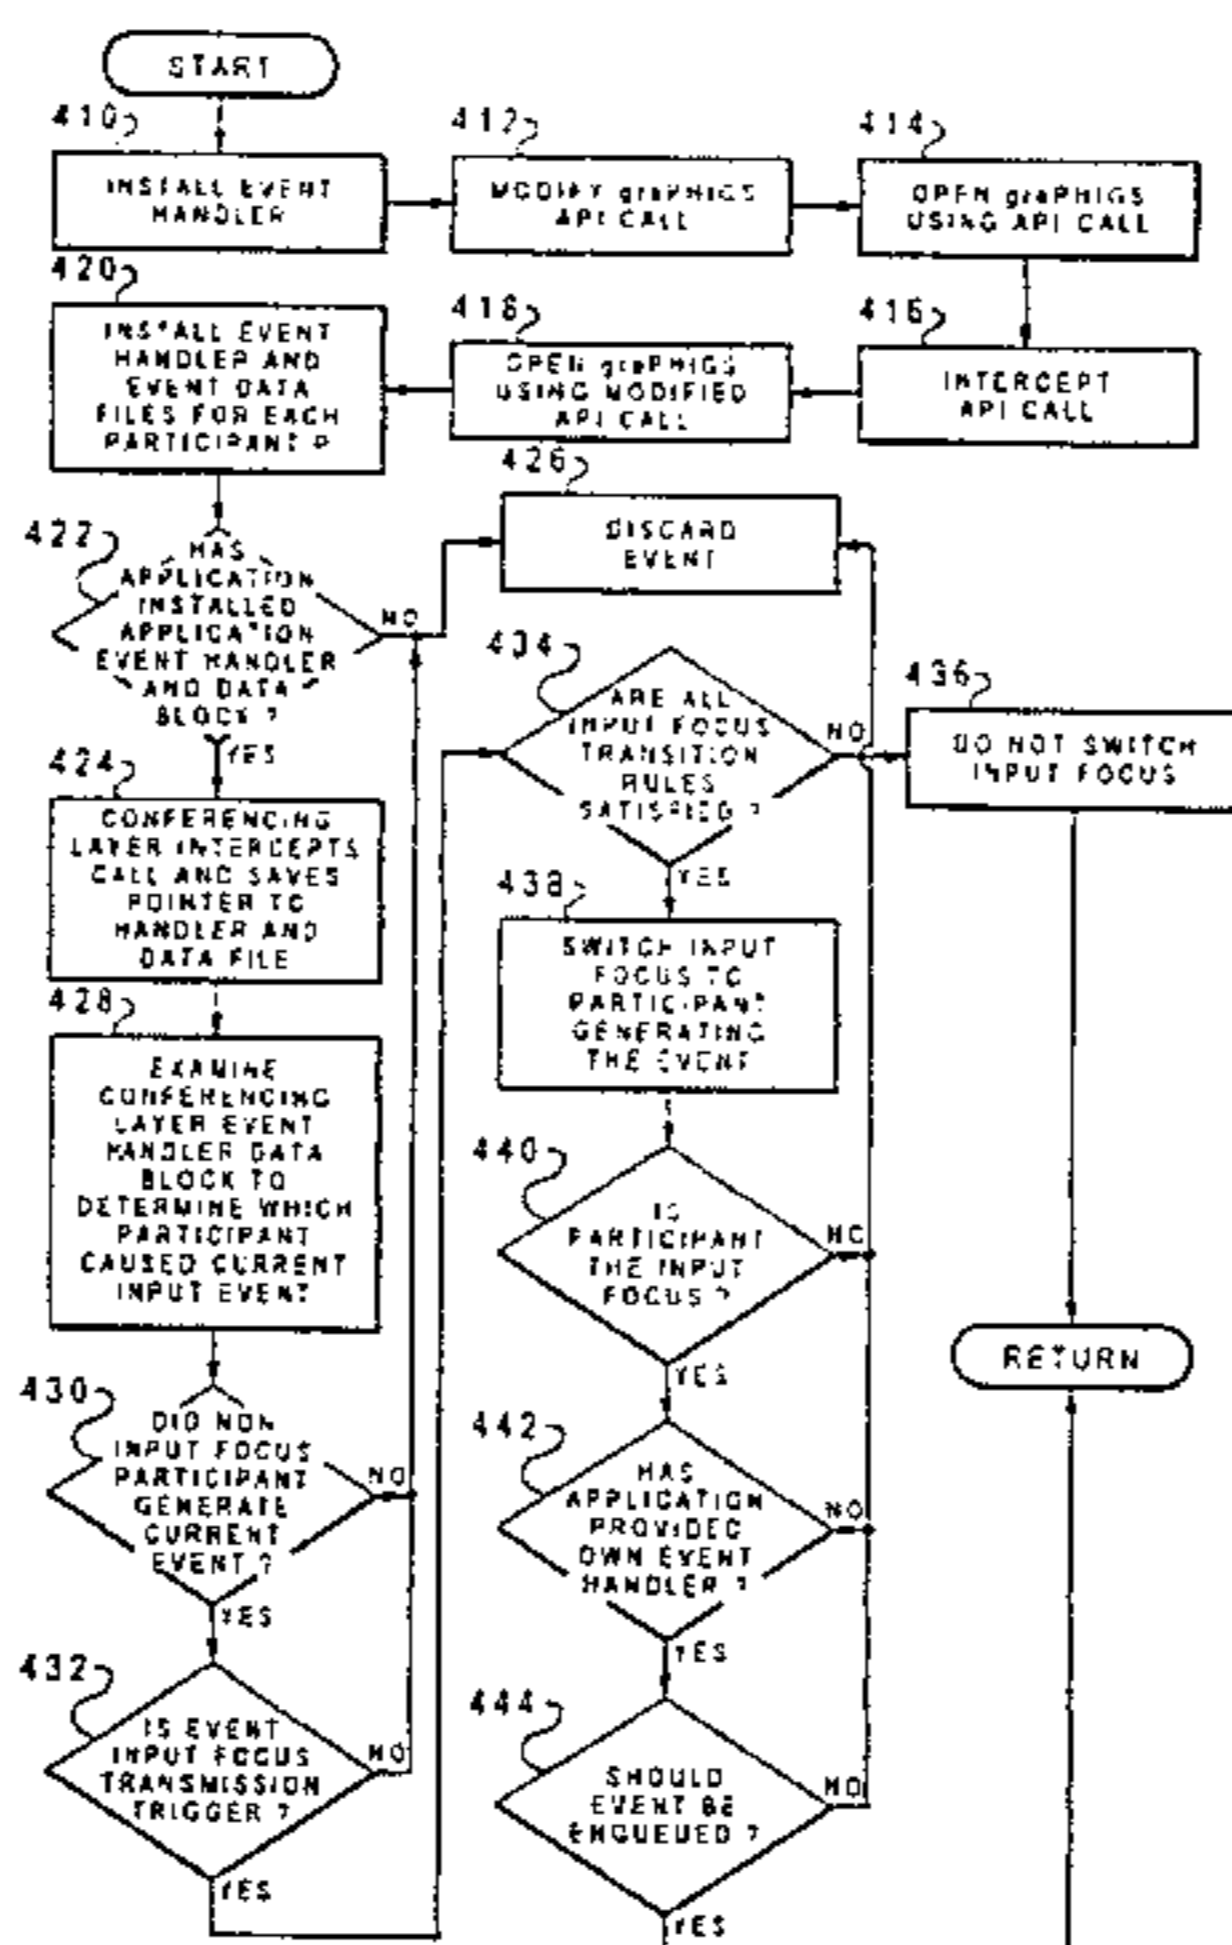 START
410
INSTALL EVENT
HANDLER
412
MODIFY graPHIGS
API CALL
414
OPEN graPHIGS
USING API CALL
416
INTERCEPT
API CALL
418
OPEN graPHIGS
USING MODIFIED
API CALL
420
INSTALL EVENT
HANDLER AND
EVENT DATA
FILES FOR EACH
PARTICIPANT P
422
HAS
APPLICATION
INSTALLED
APPLICATION
EVENT HANDLER
AND DATA
BLOCK ?
NO
YES
426
DISCARD
EVENT
424
CONFERENCING
LAYER INTERCEPTS
CALL AND SAVES
POINTER TO
HANDLER AND
DATA FILE
428
EXAMINE
CONFERENCING
LAYER EVENT
HANDLER DATA
BLOCK TO
DETERMINE WHICH
PARTICIPANT
CAUSED CURRENT
INPUT EVENT
430
DID NON
INPUT FOCUS
PARTICIPANT
GENERATE
CURRENT
EVENT ?
NO
YES
432
IS EVENT
INPUT FOCUS
TRANSMISSION
TRIGGER ?
NO
YES
434
ARE ALL
INPUT FOCUS
TRANSITION
RULES
SATISFIED ?
NO
YES
436
DO NOT SWITCH
INPUT FOCUS
438
SWITCH INPUT
FOCUS TO
PARTICIPANT
GENERATING
THE EVENT
440
IS
PARTICIPANT
THE INPUT
FOCUS ?
NO
YES
442
HAS
APPLICATION
PROVIDED
OWN EVENT
HANDLER ?
NO
YES
444
SHOULD
EVENT BE
ENQUEUED ?
NO
YES
RETURN